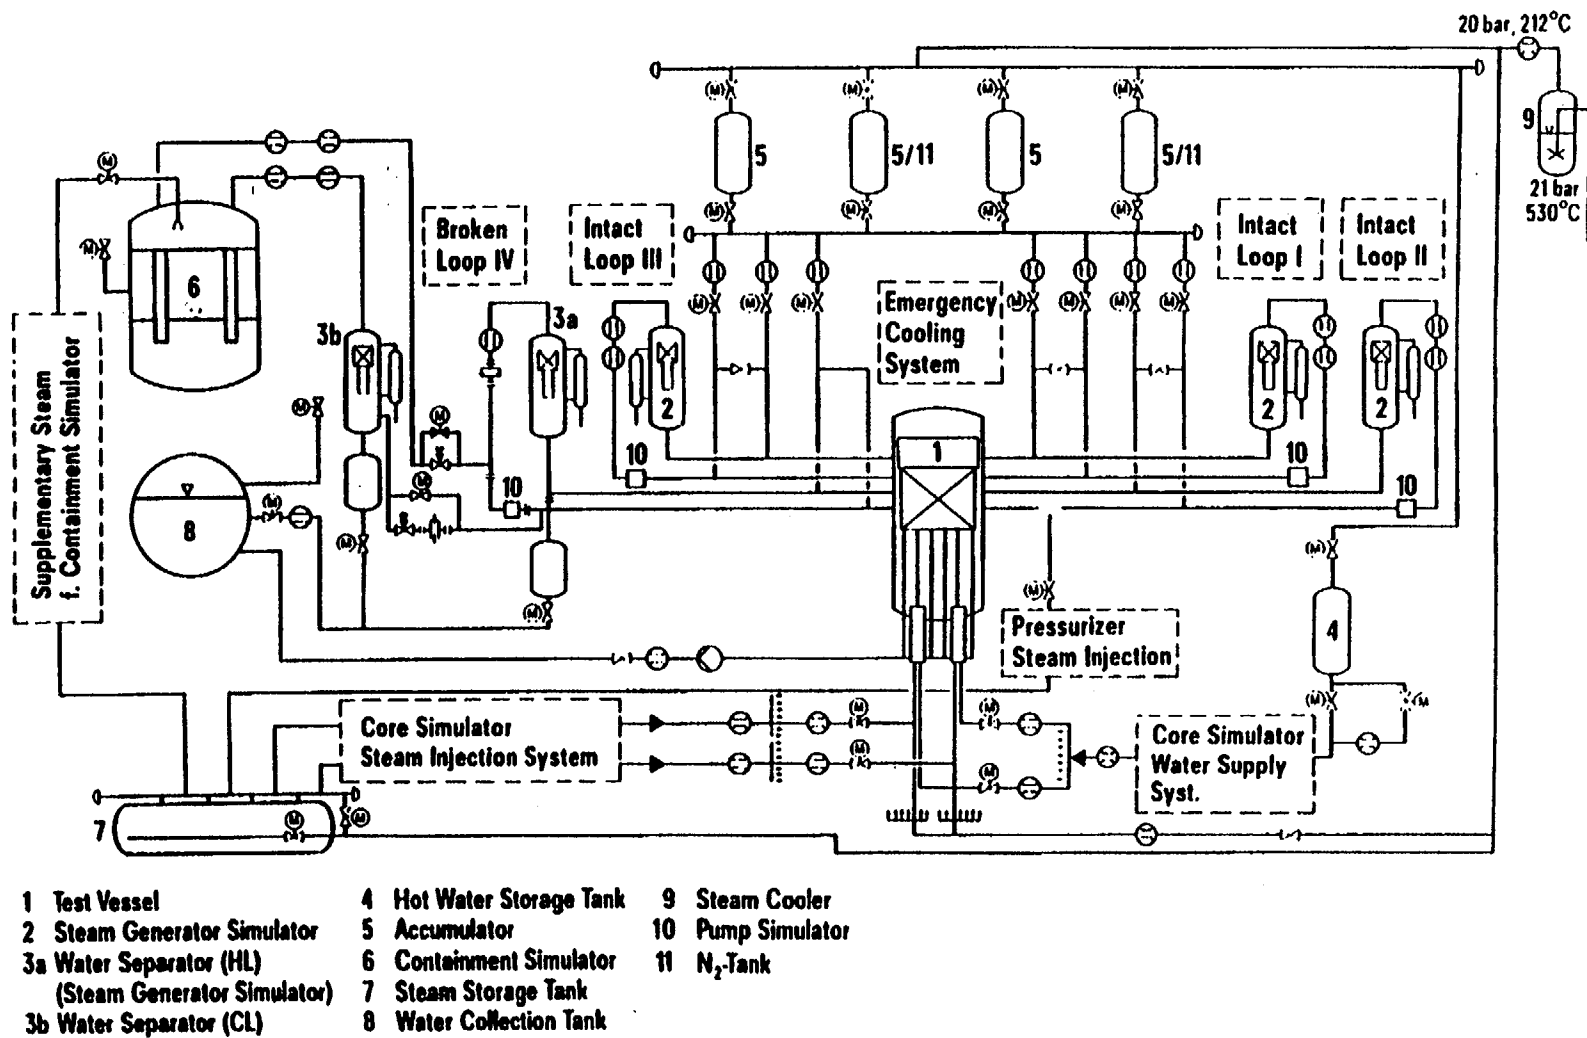 20 bar, 212°C
9
21 bar
530°C
5
5/11
5
5/11
M
(M)
(M)
(M)
(M)
(M)
(M)
(M)
(M)
(M)
Broken
Loop IV
Intact
Loop III
Intact
Loop I
Intact
Loop II
6
Emergency
Cooling
System
(M)
(M)
(M)
(M)
(M)
(M)
(M)
3b
3a
2
2
2
Supplementary Steam
f. Containment Simulator
(M)
M
M
1
10
10
10
10
8
M
(M)
(M)
(M)
(M)
4
Pressurizer
Steam Injection
Core Simulator
Steam Injection System
M
M
M
M
(M)
M
Core Simulator
Water Supply
Syst.
7
M
M
1 Test Vessel
2 Steam Generator Simulator
3a Water Separator (HL)
(Steam Generator Simulator)
3b Water Separator (CL)
4 Hot Water Storage Tank
5 Accumulator
6 Containment Simulator
7 Steam Storage Tank
8 Water Collection Tank
9 Steam Cooler
10 Pump Simulator
11 N₂-Tank